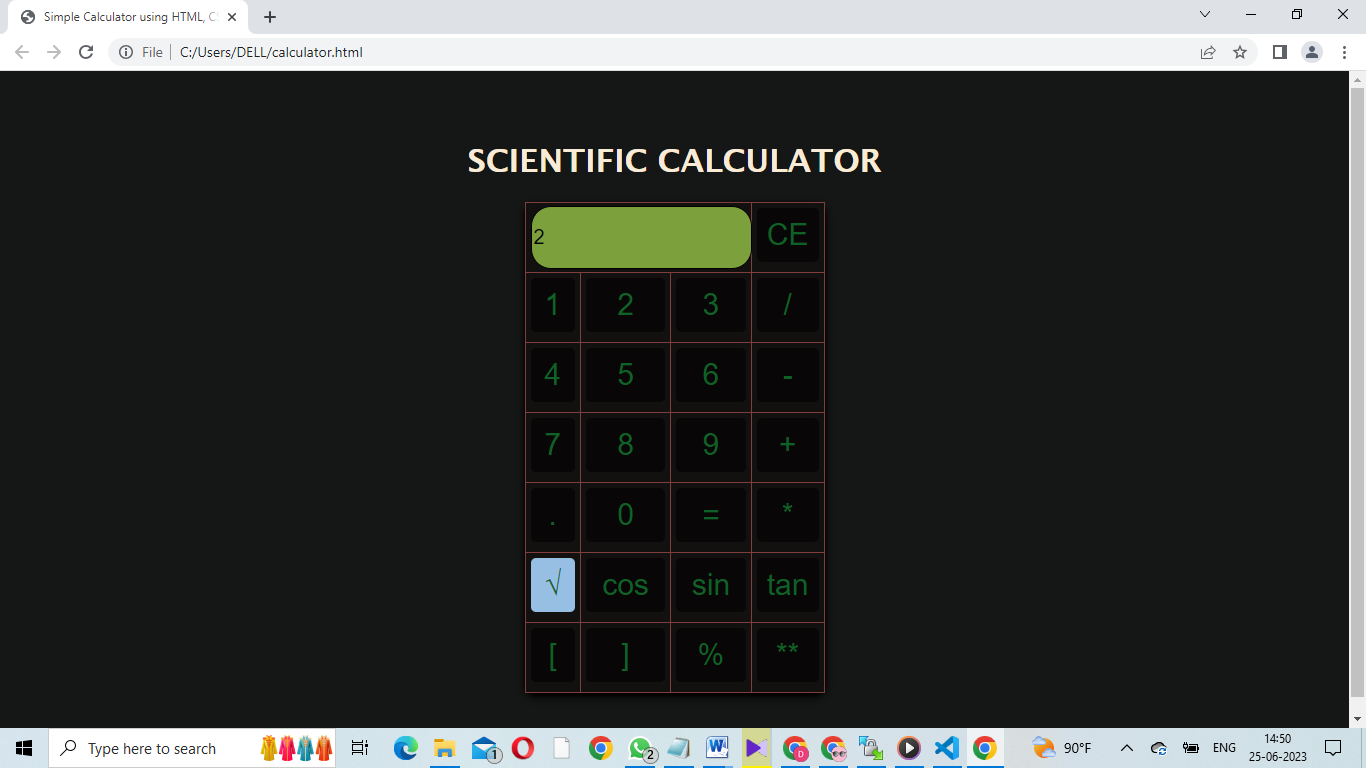 Simple Calculator using HTML, CS
File C:/Users/DELL/calculator.html
SCIENTIFIC CALCULATOR
2 CE
1 2 3 /
4 5 6 -
7 8 9 +
. 0 = *
√ cos sin tan
[ ] % **
Type here to search
1
2
D
90°F
ENG
14:50
25-06-2023